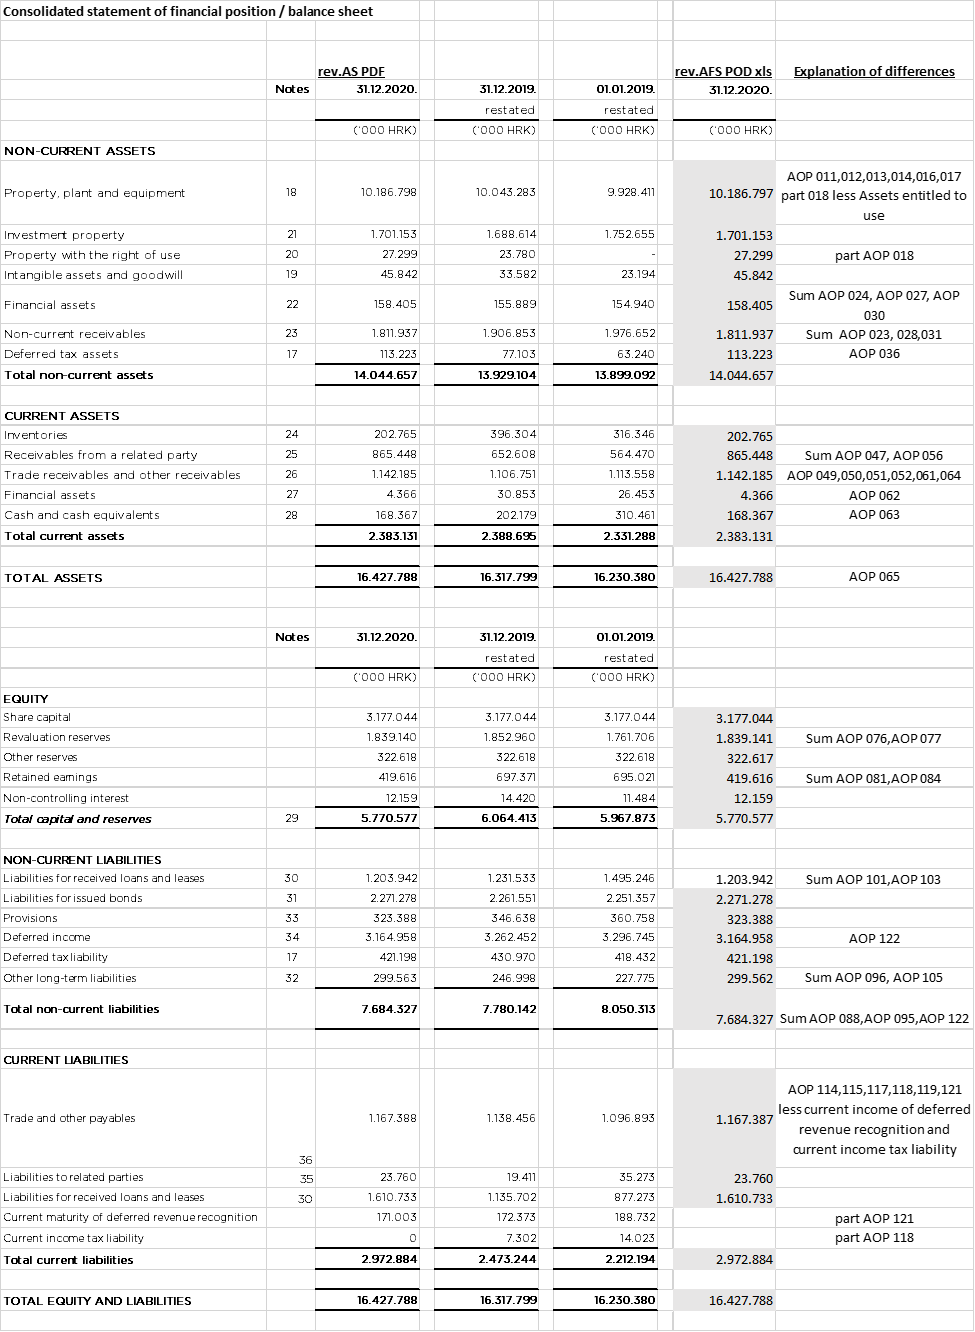 Consolidated statement of financial position / balance sheet
rev.AS PDF rev.AFS POD xls Explanation of differences
Notes 31.12.2020. 31.12.2019. 01.01.2019. 31.12.2020.
restated restated
('000 HRK) ('000 HRK) ('000 HRK) ('000 HRK)
NON-CURRENT ASSETS
Property, plant and equipment 18 10.186.798 10.043.283 9.928.411 10.186.797 AOP 011,012,013,014,016,017
part 018 less Assets entitled to
use
Investment property 21 1.701.153 1.688.614 1.752.655 1.701.153
Property with the right of use 20 27.299 23.780 - 27.299 part AOP 018
Intangible assets and goodwill 19 45.842 33.582 23.194 45.842
Financial assets 22 158.405 155.889 154.940 158.405 Sum AOP 024, AOP 027, AOP
030
Non-current receivables 23 1.811.937 1.906.853 1.976.652 1.811.937 Sum AOP 023, 028,031
Deferred tax assets 17 113.223 77.103 63.240 113.223 AOP 036
Total non-current assets 14.044.657 13.929.104 13.899.092 14.044.657
CURRENT ASSETS
Inventories 24 202.765 396.304 316.346 202.765
Receivables from a related party 25 865.448 652.608 564.470 865.448 Sum AOP 047, AOP 056
Trade receivables and other receivables 26 1.142.185 1.106.751 1.113.558 1.142.185 AOP 049,050,051,052,061,064
Financial assets 27 4.366 30.853 26.453 4.366 AOP 062
Cash and cash equivalents 28 168.367 202.179 310.461 168.367 AOP 063
Total current assets 2.383.131 2.388.695 2.331.288 2.383.131
TOTAL ASSETS 16.427.788 16.317.799 16.230.380 16.427.788 AOP 065
Notes 31.12.2020. 31.12.2019. 01.01.2019.
restated restated
('000 HRK) ('000 HRK) ('000 HRK)
EQUITY
Share capital 3.177.044 3.177.044 3.177.044 3.177.044
Revaluation reserves 1.839.140 1.852.960 1.761.706 1.839.141 Sum AOP 076,AOP 077
Other reserves 322.618 322.618 322.618 322.617
Retained earnings 419.616 697.371 695.021 419.616 Sum AOP 081,AOP 084
Non-controlling interest 12.159 14.420 11.484 12.159
Total capital and reserves 29 5.770.577 6.064.413 5.967.873 5.770.577
NON-CURRENT LIABILITIES
Liabilities for received loans and leases 30 1.203.942 1.231.533 1.495.246 1.203.942 Sum AOP 101,AOP 103
Liabilities for issued bonds 31 2.271.278 2.261.551 2.251.357 2.271.278
Provisions 33 323.388 346.638 360.758 323.388
Deferred income 34 3.164.958 3.262.452 3.296.745 3.164.958 AOP 122
Deferred tax liability 17 421.198 430.970 418.432 421.198
Other long-term liabilities 32 299.563 246.998 227.775 299.562 Sum AOP 096, AOP 105
Total non-current liabilities 7.684.327 7.780.142 8.050.313 7.684.327 Sum AOP 088,AOP 095,AOP 122
CURRENT LIABILITIES
Trade and other payables 36 1.167.388 1.138.456 1.096.893 1.167.387 AOP 114,115,117,118,119,121
less current income of deferred
revenue recognition and
current income tax liability
Liabilities to related parties 35 23.760 19.411 35.273 23.760
Liabilities for received loans and leases 30 1.610.733 1.135.702 877.273 1.610.733
Current maturity of deferred revenue recognition 171.003 172.373 188.732 part AOP 121
Current income tax liability 0 7.302 14.023 part AOP 118
Total current liabilities 2.972.884 2.473.244 2.212.194 2.972.884
TOTAL EQUITY AND LIABILITIES 16.427.788 16.317.799 16.230.380 16.427.788